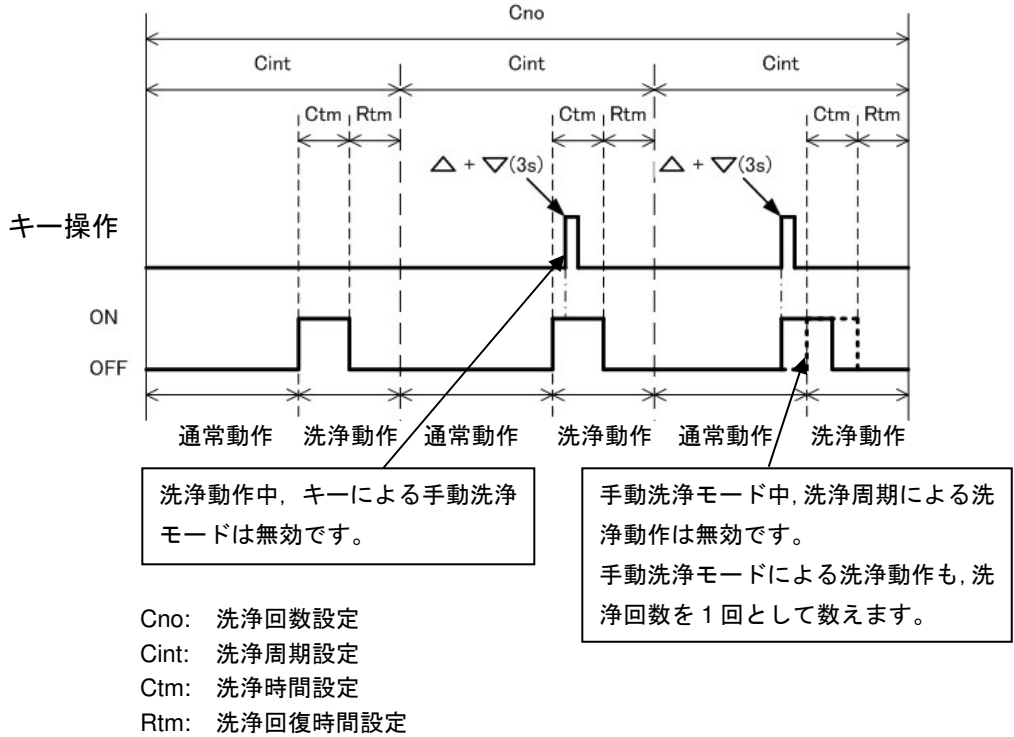 Cno
Cint Cint Cint
Ctm Rtm Ctm Rtm Ctm Rtm
△ + ▽(3s) △ + ▽(3s)
キー操作
ON
OFF
通常動作 洗浄動作 通常動作 洗浄動作 通常動作 洗浄動作
洗浄動作中，キーによる手動洗浄
モードは無効です。
手動洗浄モード中,洗浄周期による洗
浄動作は無効です。
手動洗浄モードによる洗浄動作も,洗
浄回数を 1 回として数えます。
Cno: 洗浄回数設定
Cint: 洗浄周期設定
Ctm: 洗浄時間設定
Rtm: 洗浄回復時間設定